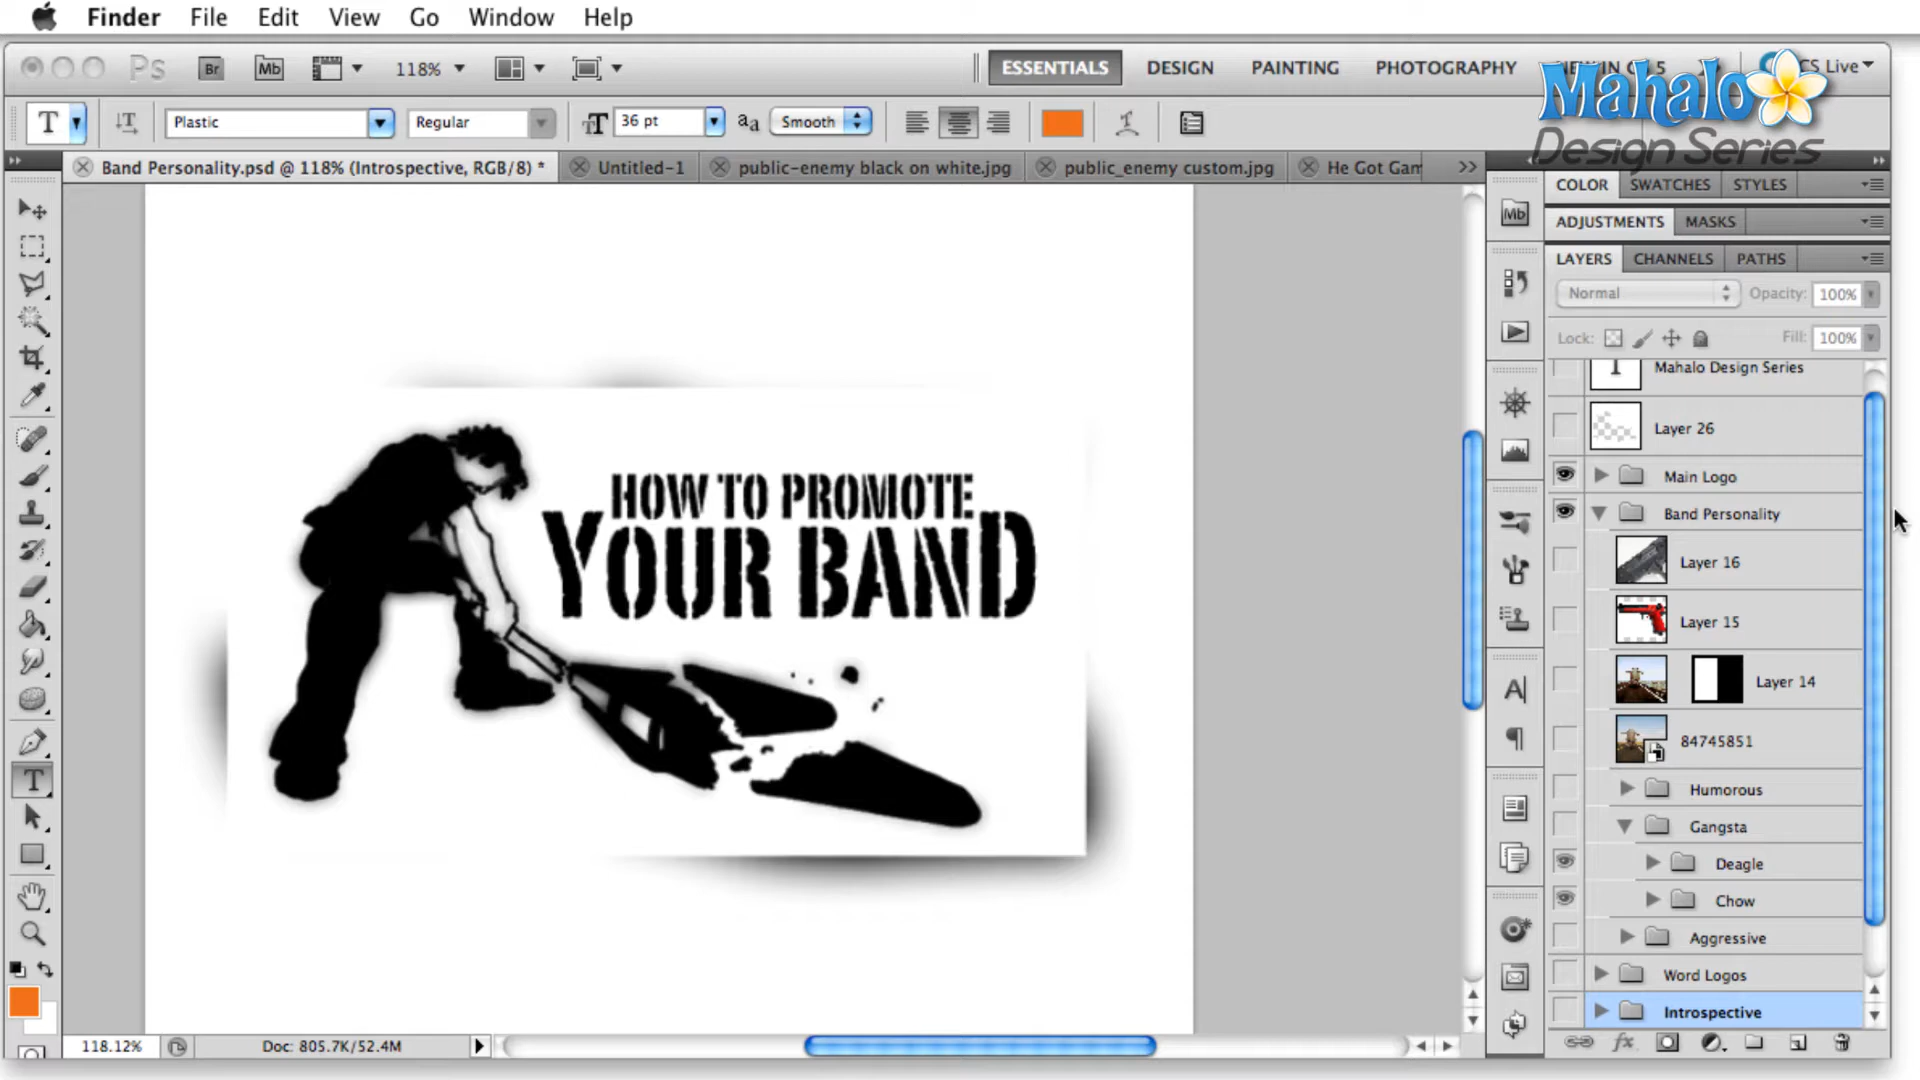 Finder File Edit View Go Window Help
Ps Br Mb 118% ESSENTIALS DESIGN PAINTING PHOTOGRAPHY CS Live
Mahalo
Design Series
T Plastic Regular 36 pt aa Smooth
Band Personality.psd @ 118% (Introspective, RGB/8) * Untitled-1 public-enemy black on white.jpg public_enemy custom.jpg He Got Gam >>
COLOR SWATCHES STYLES
Mb
ADJUSTMENTS MASKS
LAYERS CHANNELS PATHS
Normal Opacity: 100%
Lock: Fill: 100%
T Mahalo Design Series
Layer 26
Main Logo
Band Personality
Layer 16
Layer 15
Layer 14
84745851
Humorous
Gangsta
Deagle
Chow
Aggressive
Word Logos
Introspective
HOW TO PROMOTE
YOUR BAND
118.12% Doc: 805.7K/52.4M
fx